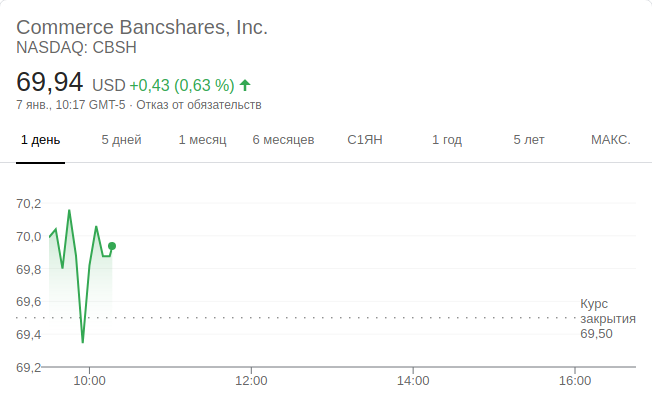 Commerce Bancshares, Inc.
NASDAQ: CBSH
69,94 USD +0,43 (0,63 %)
7 янв., 10:17 GMT-5 · Отказ от обязательств
1 день 5 дней 1 месяц 6 месяцев С1ЯН 1 год 5 лет МАКС.
70,2
70,0
69,8
69,6
Курс
закрытия
69,50
69,4
69,2
10:00 12:00 14:00 16:00